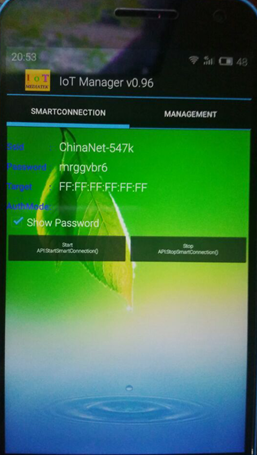 20:53
48
IoT
MEDIATEK
IoT Manager v0.96
SMARTCONNECTION
MANAGEMENT
Ssid : ChinaNet-547k
Password : mrggvbr6
Target : FF:FF:FF:FF:FF:FF
AuthMode:
Show Password
Start
API:StartSmartConnection()
Stop
API:StopSmartConnection()